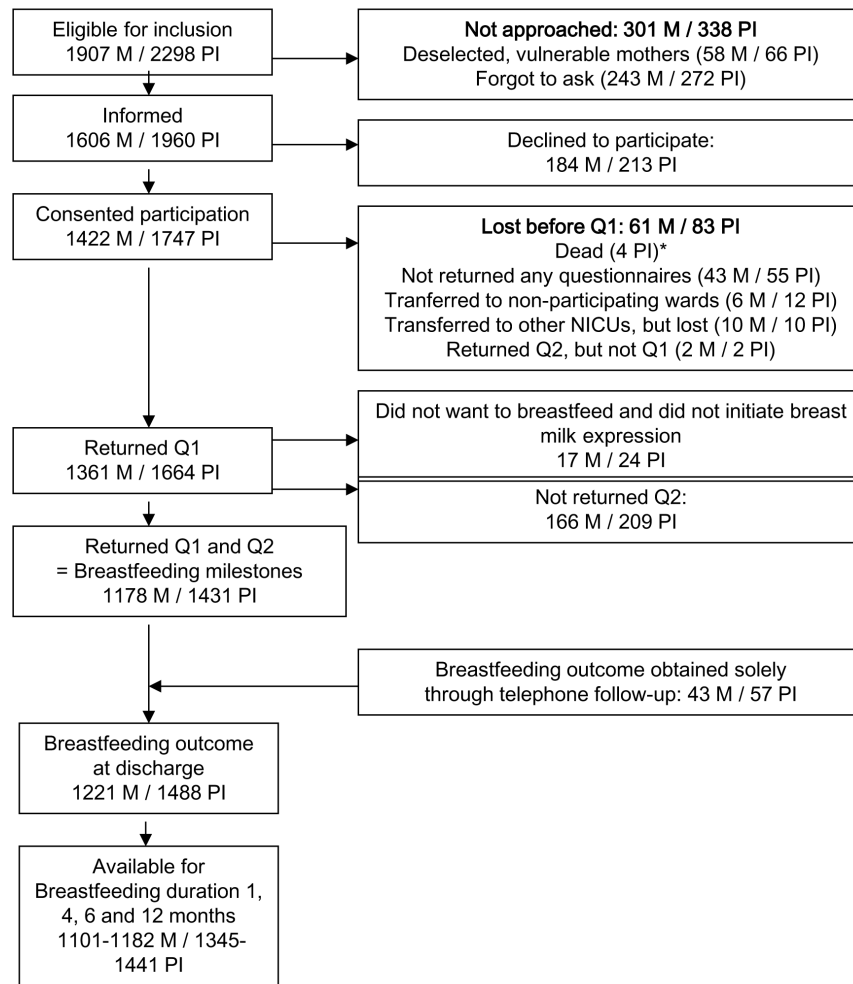 Eligible for inclusion
1907 M / 2298 PI
Not approached: 301 M / 338 PI
Deselected, vulnerable mothers (58 M / 66 PI)
Forgot to ask (243 M / 272 PI)
Informed
1606 M / 1960 PI
Declined to participate:
184 M / 213 PI
Consented participation
1422 M / 1747 PI
Lost before Q1: 61 M / 83 PI
Dead (4 PI)*
Not returned any questionnaires (43 M / 55 PI)
Tranferred to non-participating wards (6 M / 12 PI)
Transferred to other NICUs, but lost (10 M / 10 PI)
Returned Q2, but not Q1 (2 M / 2 PI)
Returned Q1
1361 M / 1664 PI
Did not want to breastfeed and did not initiate breast
milk expression
17 M / 24 PI
Not returned Q2:
166 M / 209 PI
Returned Q1 and Q2
= Breastfeeding milestones
1178 M / 1431 PI
Breastfeeding outcome obtained solely
through telephone follow-up: 43 M / 57 PI
Breastfeeding outcome
at discharge
1221 M / 1488 PI
Available for
Breastfeeding duration 1,
4, 6 and 12 months
1101-1182 M / 1345-
1441 PI